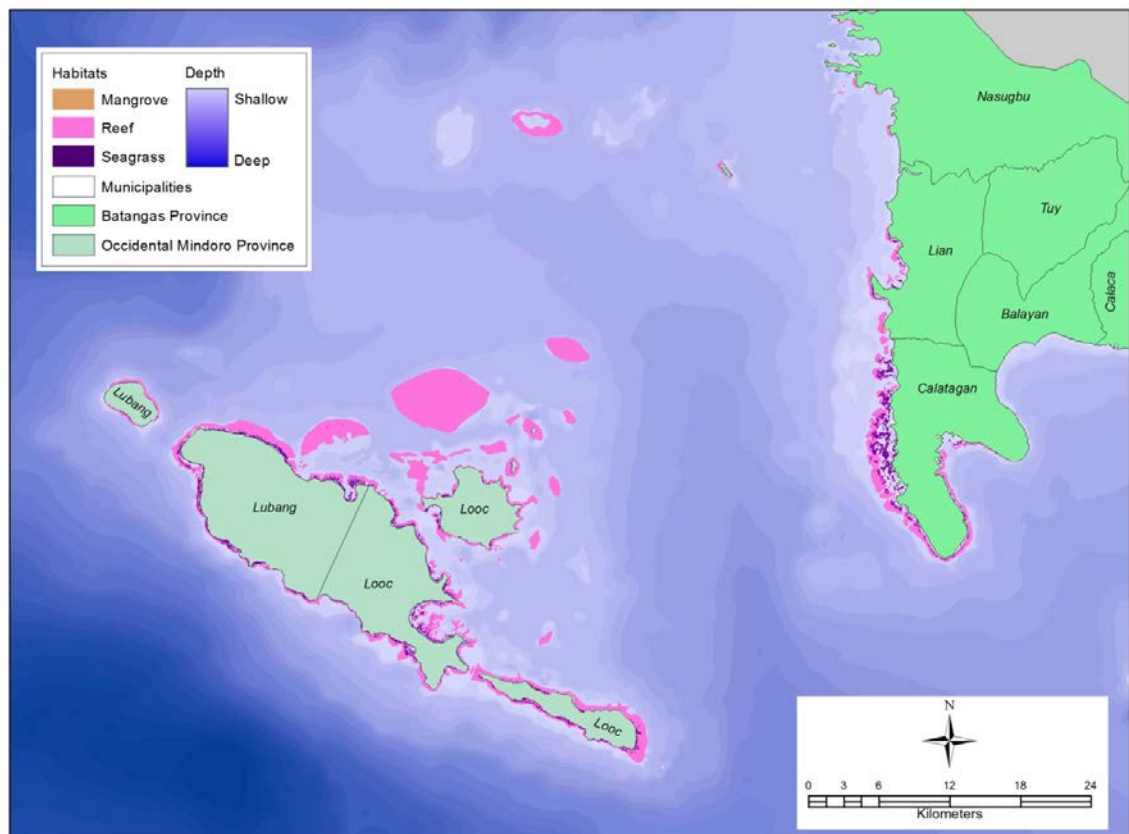 Habitats
Mangrove
Reef
Seagrass
Municipalities
Batangas Province
Occidental Mindoro Province
Depth
Shallow
Deep
Nasugbu
Tuy
Lian
Calaca
Balayan
Calatagan
Lubang
Lubang
Looc
Looc
Looc
N
0 3 6 12 18 24
Kilometers